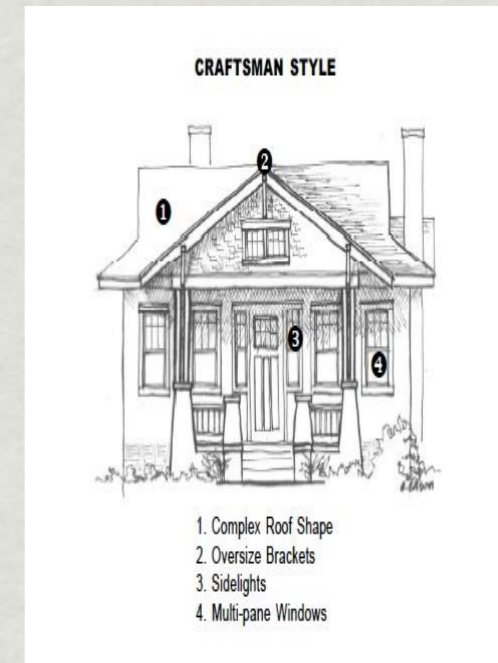 CRAFTSMAN STYLE
2
1
3
4
1. Complex Roof Shape
2. Oversize Brackets
3. Sidelights
4. Multi-pane Windows